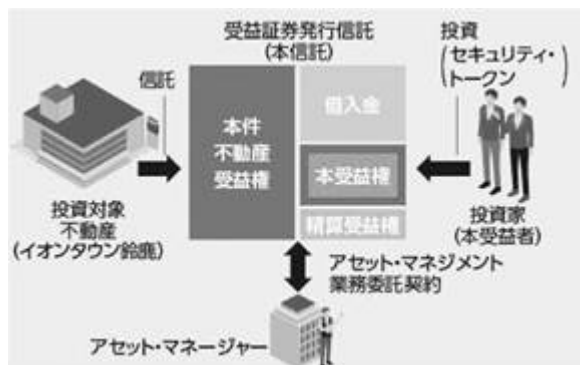 受益証券発行信託
(本信託)
投資
(セキュリティ・
トークン)
信託
本件
不動産
受益権
借入金
本受益権
精算受益権
投資対象
不動産
(イオンタウン鈴鹿)
投資家
(本受益者)
アセット・マネジメント
業務委託契約
アセット・マネージャー